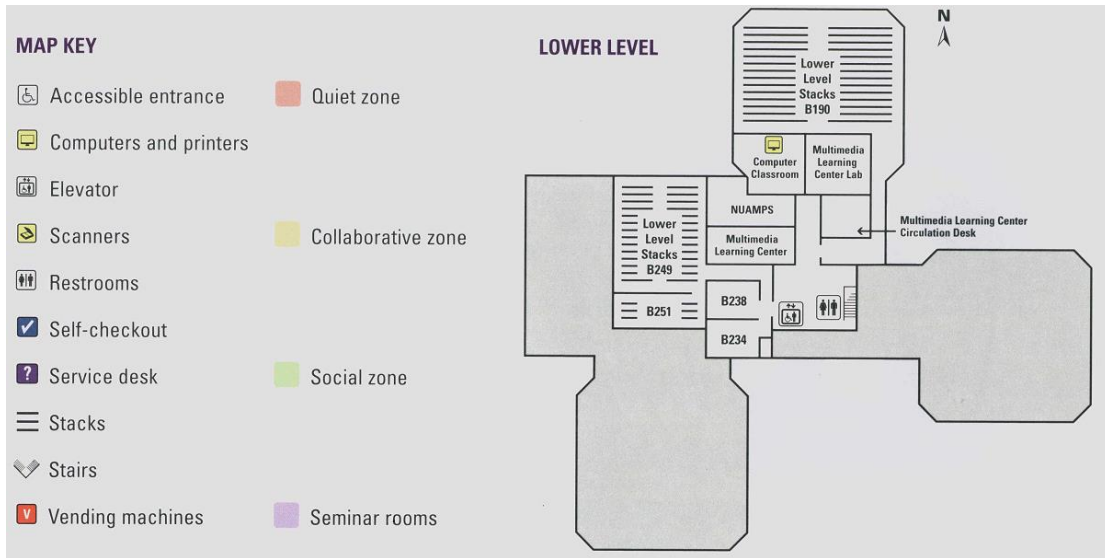 MAP KEY
Accessible entrance
Computers and printers
Elevator
Scanners
Restrooms
Self-checkout
? Service desk
Stacks
Stairs
V Vending machines
Quiet zone
Collaborative zone
Social zone
Seminar rooms
LOWER LEVEL
N
Lower
Level
Stacks
B190
Computer
Classroom
Multimedia
Learning
Center Lab
NUAMPS
Multimedia
Learning Center
Multimedia Learning Center
Circulation Desk
Lower
Level
Stacks
B249
B251
B238
B234